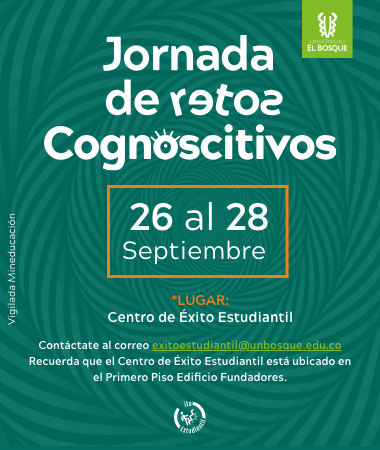 UNIVERSIDAD
EL BOSQUE
Jornada
de retos
Cognoscitivos
26 al 28
Septiembre
*LUGAR:
Centro de Éxito Estudiantil
Contáctate al correo exitoestudiantil@unbosque.edu.co
Recuerda que el Centro de Éxito Estudiantil está ubicado en
el Primero Piso Edificio Fundadores.
Vigilada Mineducación
Estudiantil